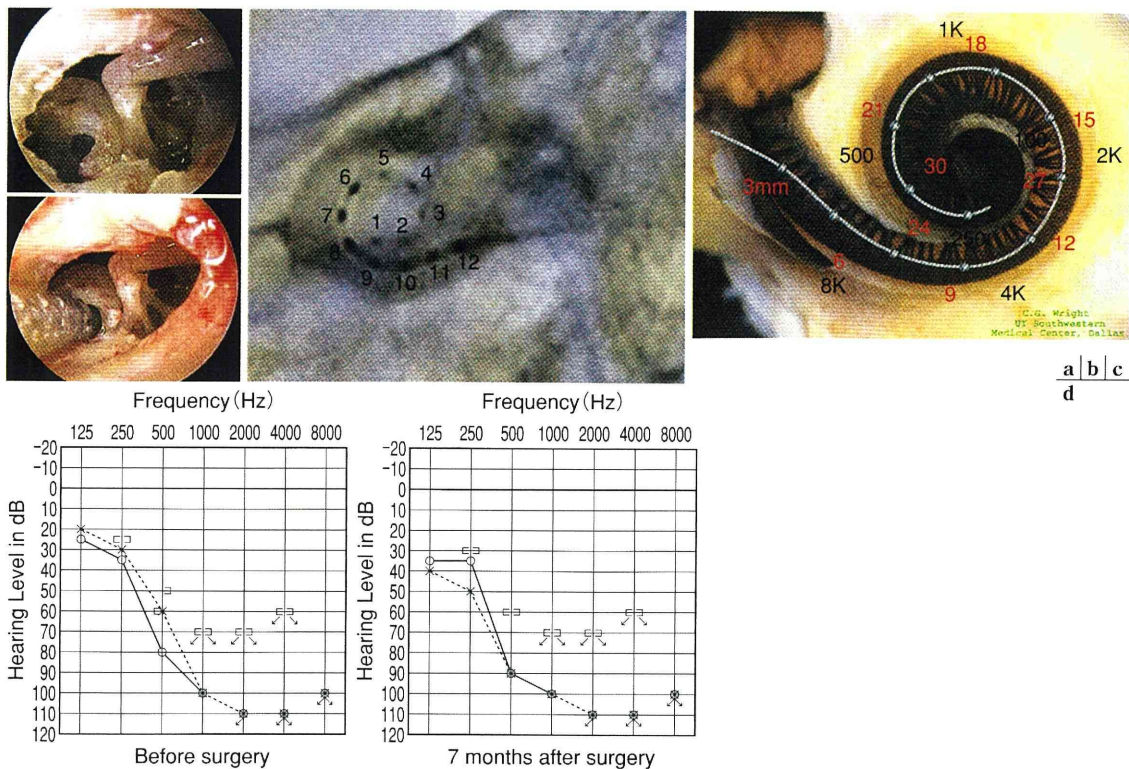 5
6
4
7
1
2
3
8
9
10
11
12
1K
18
21
15
500
2K
30
3mm
24
12
6
8K
9
4K
C.G. Wright
UT Southwestern
Medical Center, Dallas
a b c
d
Frequency (Hz)
125 250 500 1000 2000 4000 8000
-20
-10
0
10
20
30
40
50
60
70
80
90
100
110
120
Hearing Level in dB
Before surgery
Frequency (Hz)
125 250 500 1000 2000 4000 8000
-20
-10
0
10
20
30
40
50
60
70
80
90
100
110
120
Hearing Level in dB
7 months after surgery